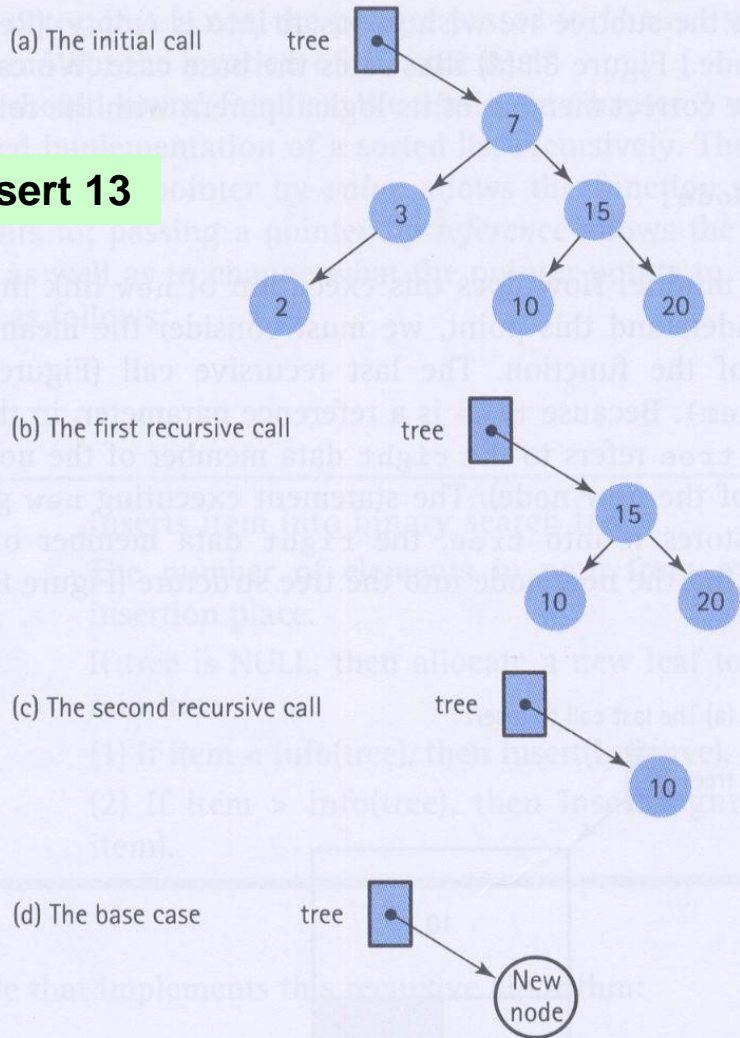 (a) The initial call tree
7
sert 13
3 15
2 10 20
(b) The first recursive call tree
15
10 20
(c) The second recursive call tree
10
(d) The base case tree
New
node